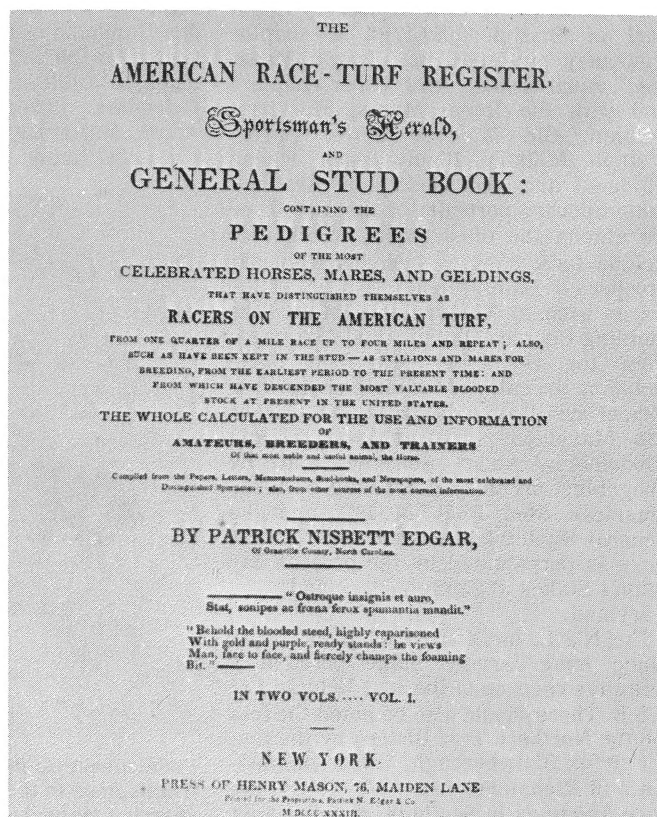 THE
AMERICAN RACE-TURF REGISTER,
Sportsman's Herald,
AND
GENERAL STUD BOOK:
CONTAINING THE
PEDIGREES
OF THE MOST
CELEBRATED HORSES, MARES, AND GELDINGS,
THAT HAVE DISTINGUISHED THEMSELVES AS
RACERS ON THE AMERICAN TURF,
FROM ONE QUARTER OF A MILE RACE UP TO FOUR MILES AND REPEAT; ALSO,
SUCH AS HAVE BEEN KEPT IN THE STUD—AS STALLIONS AND MARES FOR
BREEDING, FROM THE EARLIEST PERIOD TO THE PRESENT TIME: AND
FROM WHICH HAVE DESCENDED THE MOST VALUABLE BLOODED
STOCK AT PRESENT IN THE UNITED STATES.
THE WHOLE CALCULATED FOR THE USE AND INFORMATION
OF
AMATEURS, BREEDERS, AND TRAINERS
Of that most noble and useful animal, the Horse.
Compiled from the Papers, Letters, Memorandums, Stud-books, and Newspapers, of the most celebrated and
Distinguished Sportsmen; also, from other sources of the most correct information.
BY PATRICK NISBETT EDGAR,
Of Granville County, North Carolina.
"Ostroque insignis et auro,
Stat, sonipes ac fræna ferox spumantia mandit."
"Behold the blooded steed, highly caparisoned
With gold and purple, ready stands: he views
Man, face to face, and fiercely champs the foaming
Bit."
IN TWO VOLS. .... VOL. I.
NEW YORK.
PRESS OF HENRY MASON, 76, MAIDEN LANE
Printed for the Proprietors, Patrick N. Edgar & Co.
MDCCCXXXIII.